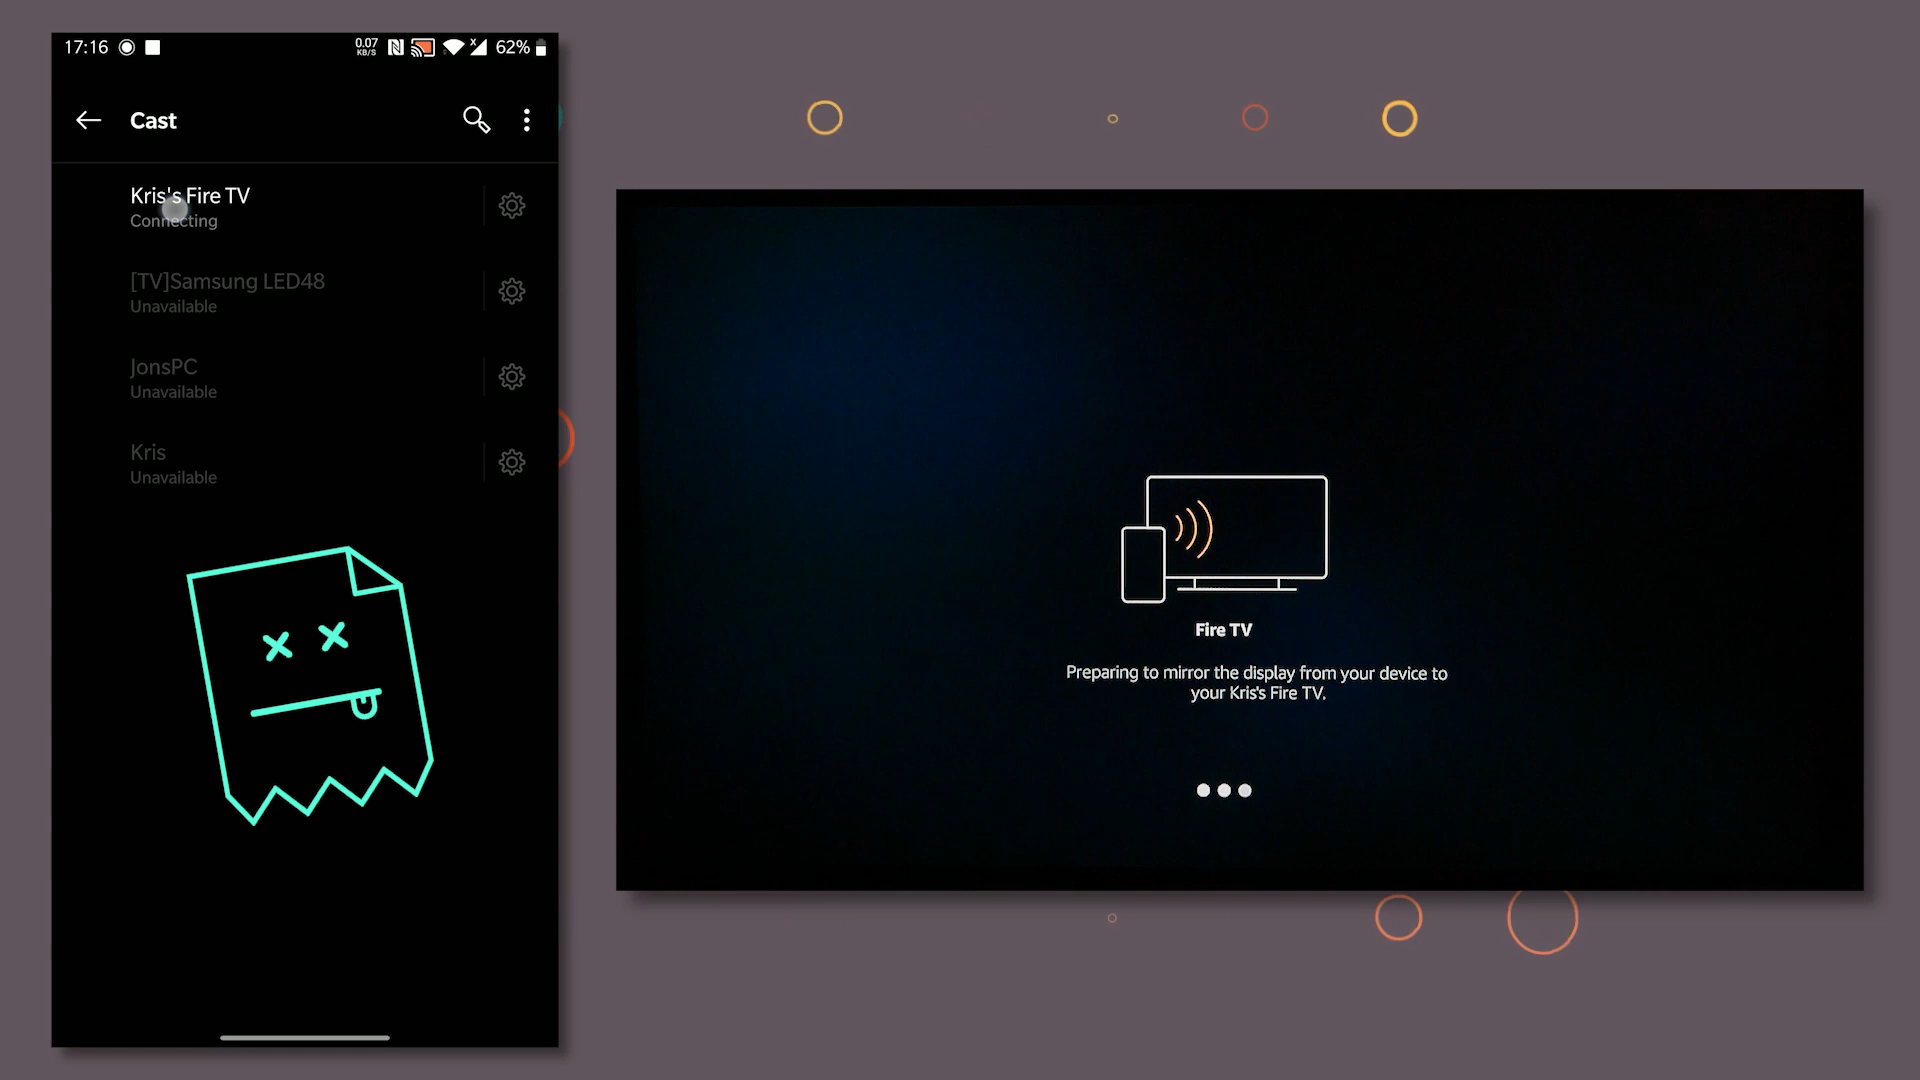 17:16
0.07
KB/S
62%
Cast
Kris's Fire TV
Connecting
[TV]Samsung LED48
Unavailable
JonsPC
Unavailable
Kris
Unavailable
Fire TV
Preparing to mirror the display from your device to
your Kris's Fire TV.